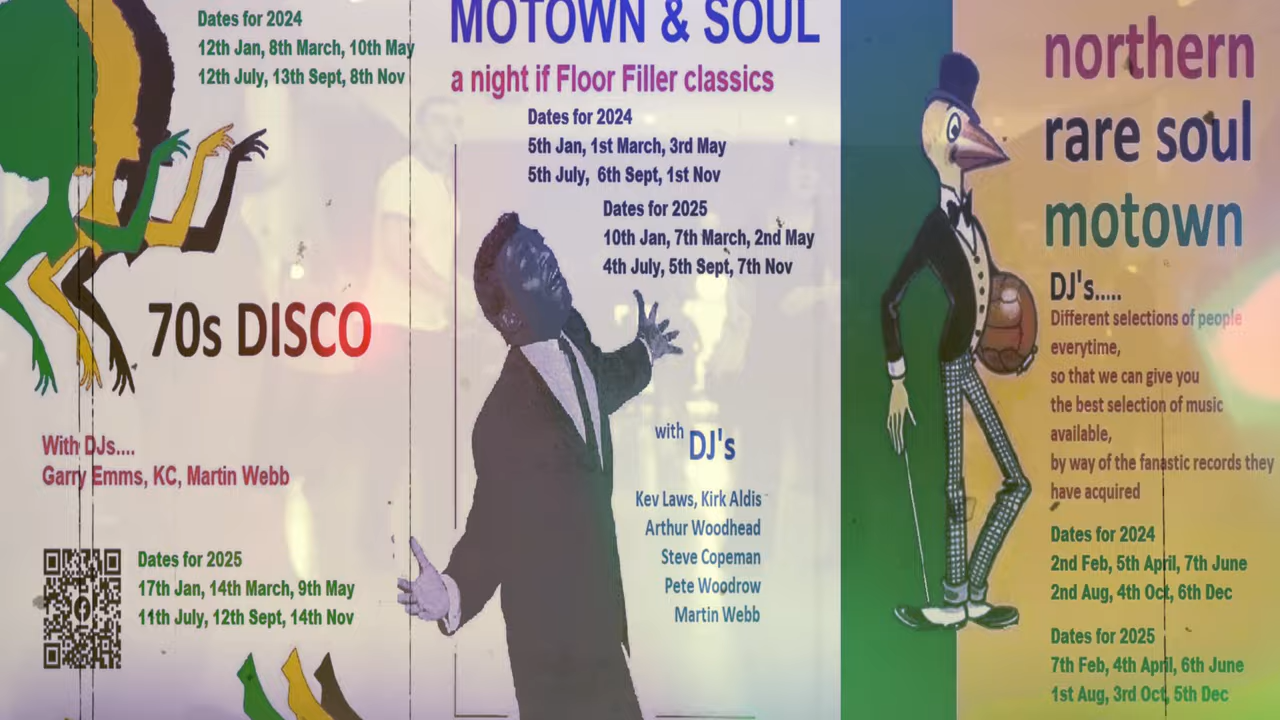 Dates for 2024
12th Jan, 8th March, 10th May
12th July, 13th Sept, 8th Nov
70s DISCO
With DJs....
Garry Emms, KC, Martin Webb
Dates for 2025
17th Jan, 14th March, 9th May
11th July, 12th Sept, 14th Nov
MOTOWN & SOUL
a night if Floor Filler classics
Dates for 2024
5th Jan, 1st March, 3rd May
5th July, 6th Sept, 1st Nov
Dates for 2025
10th Jan, 7th March, 2nd May
4th July, 5th Sept, 7th Nov
with DJ's
Kev Laws, Kirk Aldis
Arthur Woodhead
Steve Copeman
Pete Woodrow
Martin Webb
northern
rare soul
motown
DJ's.....
Different selections of people
everytime,
so that we can give you
the best selection of music
available,
by way of the fanastic records they
have acquired
Dates for 2024
2nd Feb, 5th April, 7th June
2nd Aug, 4th Oct, 6th Dec
Dates for 2025
7th Feb, 4th April, 6th June
1st Aug, 3rd Oct, 5th Dec